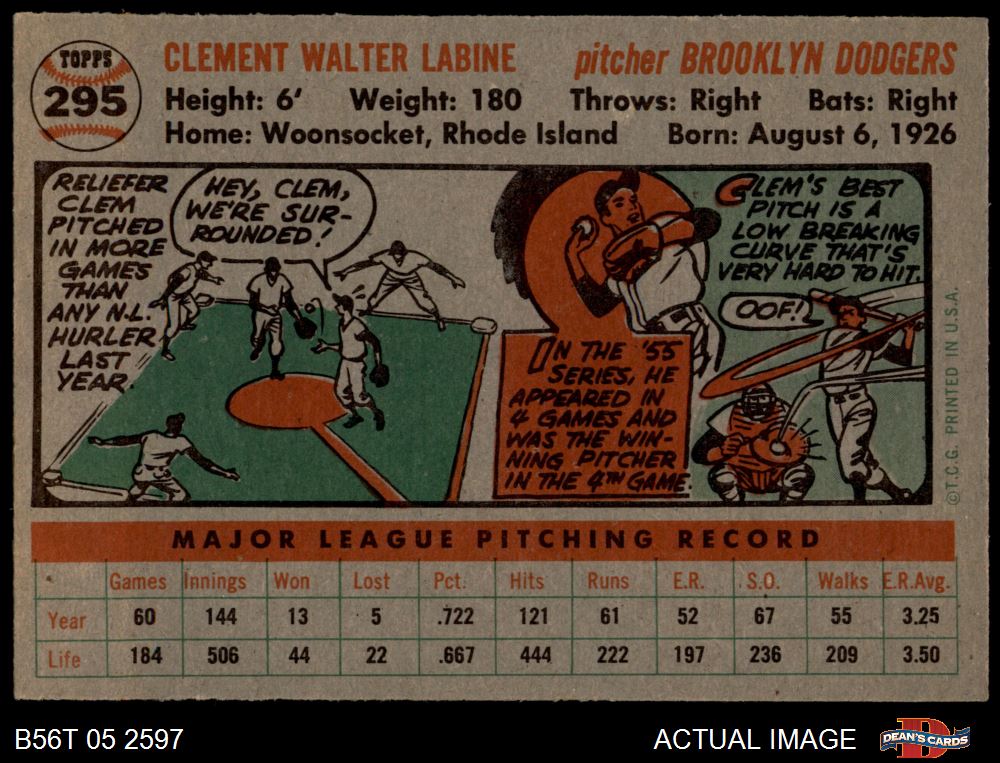 TOPPS
295
CLEMENT WALTER LABINE
pitcher BROOKLYN DODGERS
Height: 6' Weight: 180 Throws: Right Bats: Right
Home: Woonsocket, Rhode Island Born: August 6, 1926
RELIEFER
CLEM
PITCHED
IN MORE
GAMES
THAN
ANY N.L.
HURLER
LAST
YEAR.
HEY, CLEM,
WE'RE SUR-
ROUNDED!
IN THE '55
SERIES, HE
APPEARED IN
4 GAMES AND
WAS THE WIN-
NING PITCHER
IN THE 4TH GAME.
CLEM'S BEST
PITCH IS A
LOW BREAKING
CURVE THAT'S
VERY HARD TO HIT.
OOF!
©T.C.G. PRINTED IN U.S.A.
MAJOR LEAGUE PITCHING RECORD
Games Innings Won Lost Pct. Hits Runs E.R. S.O. Walks E.R.Avg.
Year 60 144 13 5 .722 121 61 52 67 55 3.25
Life 184 506 44 22 .667 444 222 197 236 209 3.50
B56T 05 2597
ACTUAL IMAGE
D
DEAN'S CARDS